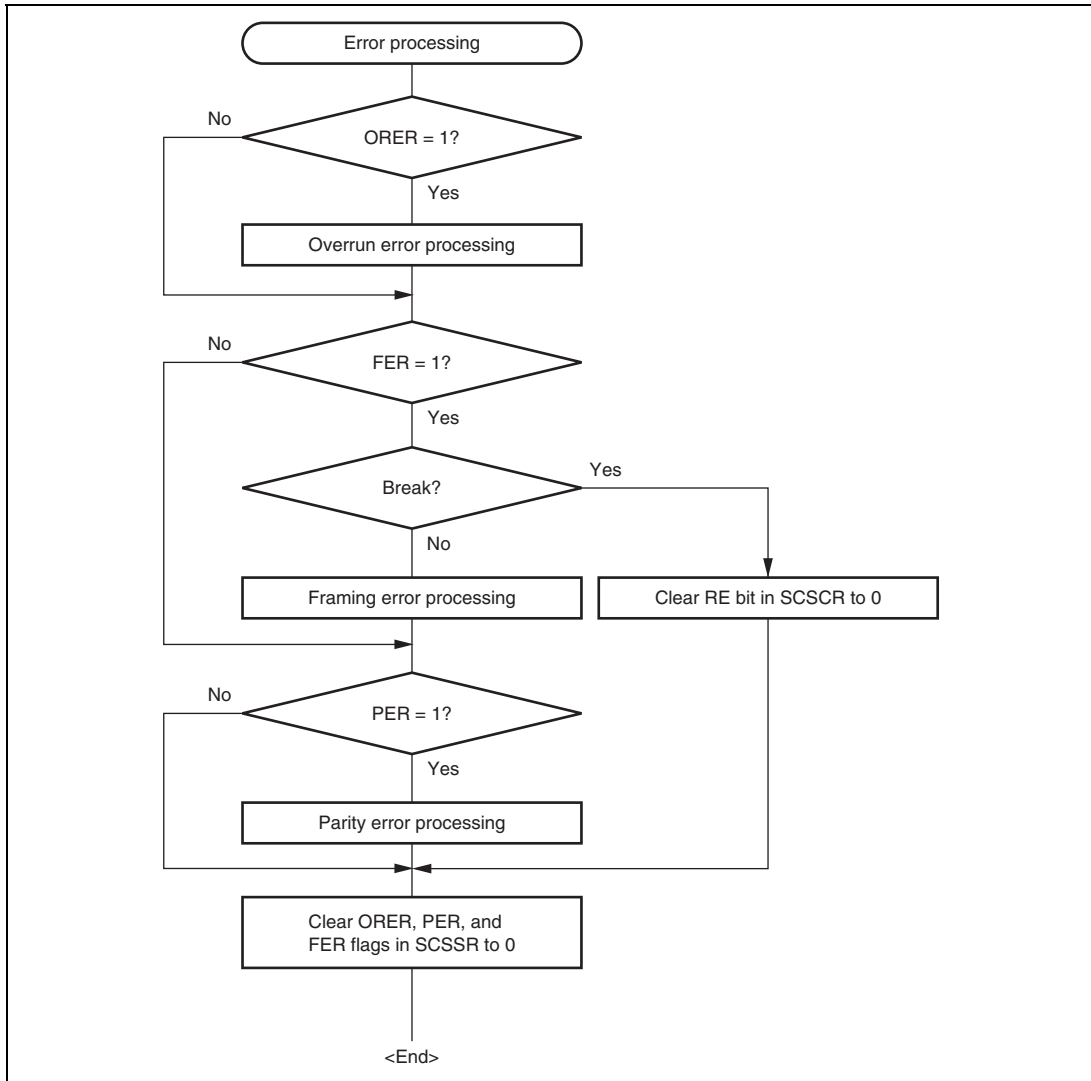 Error processing
No
ORER = 1?
Yes
Overrun error processing
No
FER = 1?
Yes
Break?
Yes
No
Framing error processing
Clear RE bit in SCSCR to 0
No
PER = 1?
Yes
Parity error processing
Clear ORER, PER, and
FER flags in SCSSR to 0
<End>